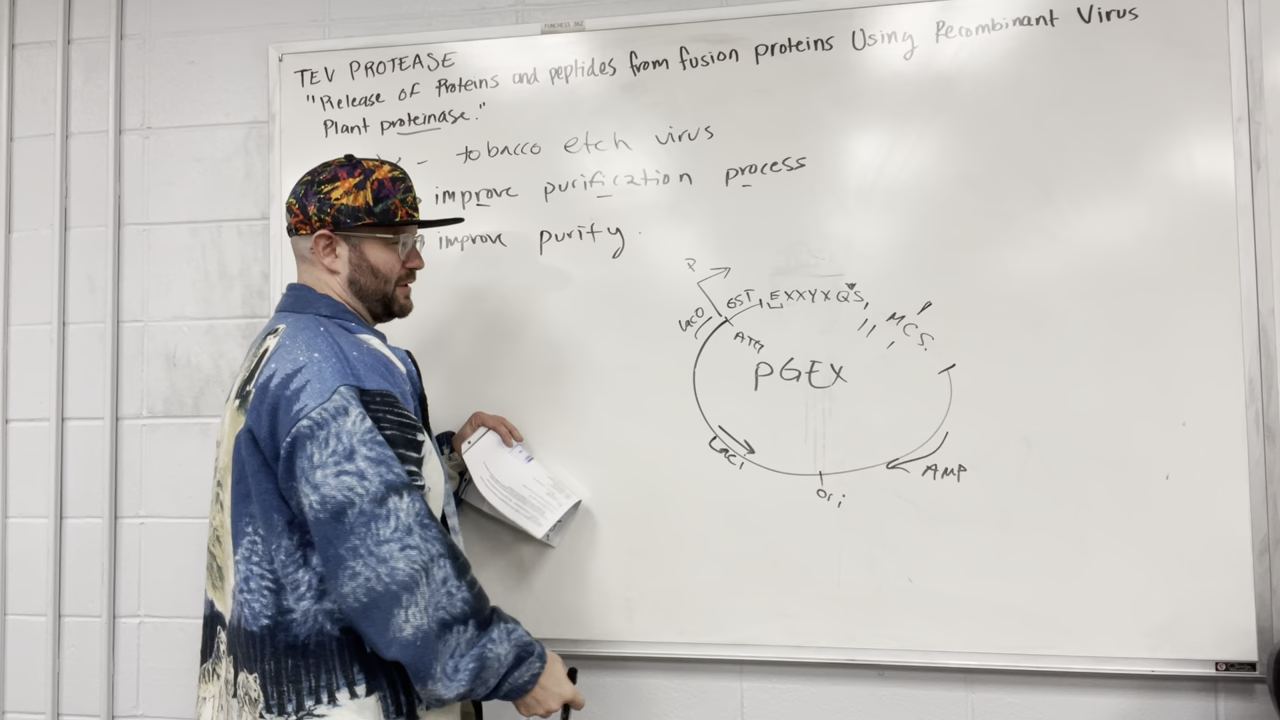 TEV PROTEASE
"Release of Proteins and peptides from fusion proteins Using Recombinant Virus
Plant proteinase."
- tobacco etch virus
improve purification process
improve purity.
P
LacO
GST
EXXYXQS,
MCS.
ATG
PGEX
Laci
Ori
AMP